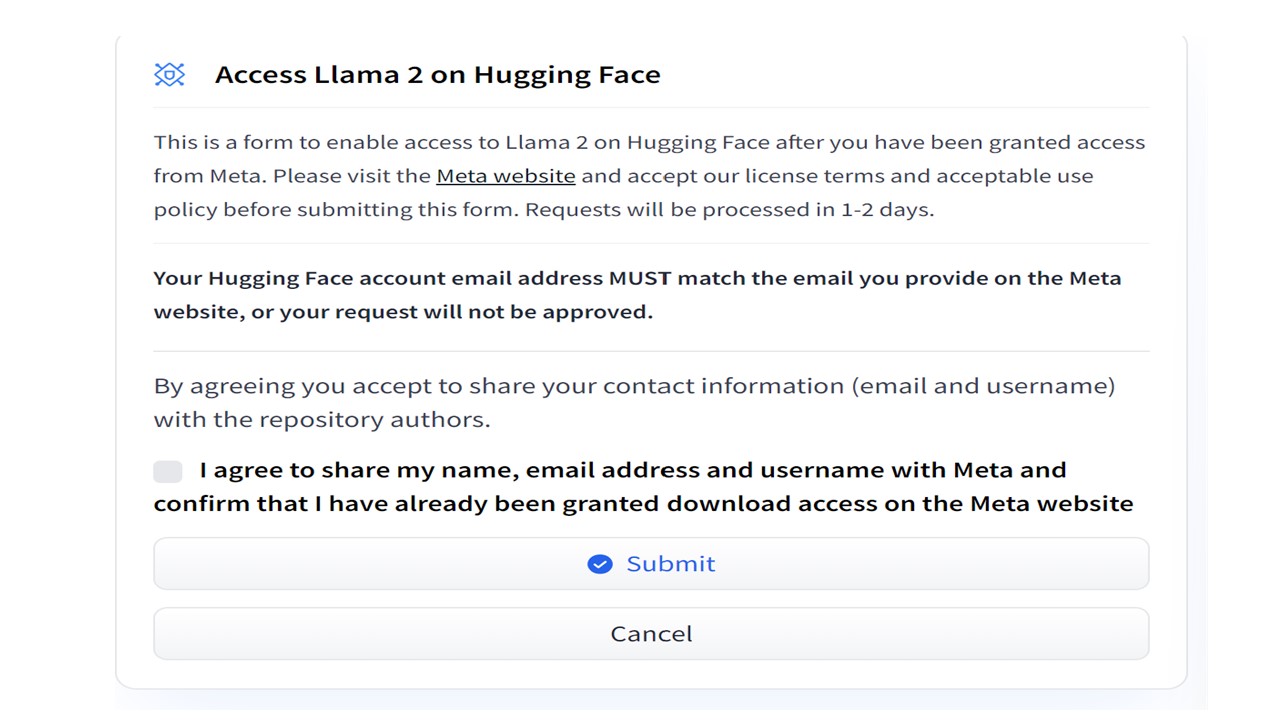 Access Llama 2 on Hugging Face
This is a form to enable access to Llama 2 on Hugging Face after you have been granted access
from Meta. Please visit the Meta website and accept our license terms and acceptable use
policy before submitting this form. Requests will be processed in 1-2 days.
Your Hugging Face account email address MUST match the email you provide on the Meta
website, or your request will not be approved.
By agreeing you accept to share your contact information (email and username)
with the repository authors.
I agree to share my name, email address and username with Meta and
confirm that I have already been granted download access on the Meta website
Submit
Cancel